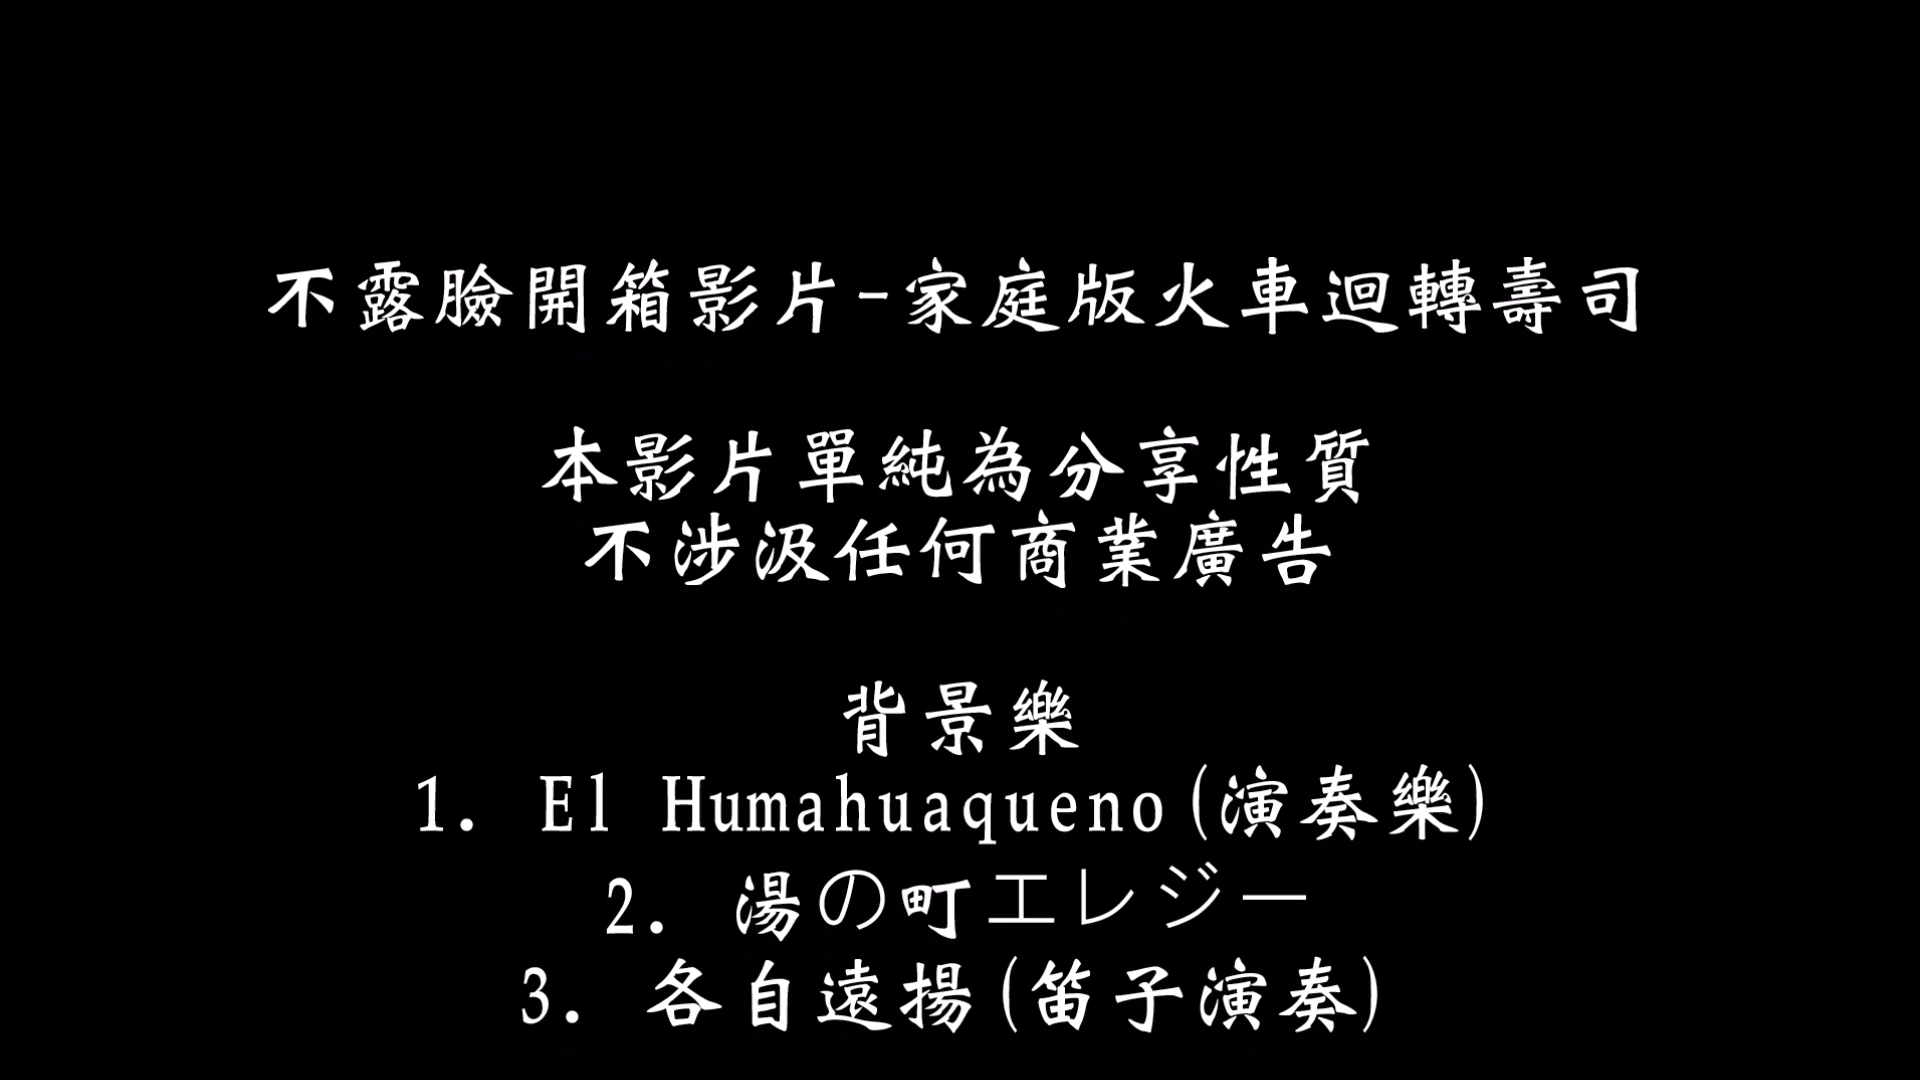 不露臉開箱影片-家庭版火車迴轉壽司
本影片單純為分享性質
不涉汲任何商業廣告
背景樂
1. El Humahuaqueno(演奏樂)
2. 湯の町エレジー
3. 各自遠揚(笛子演奏)